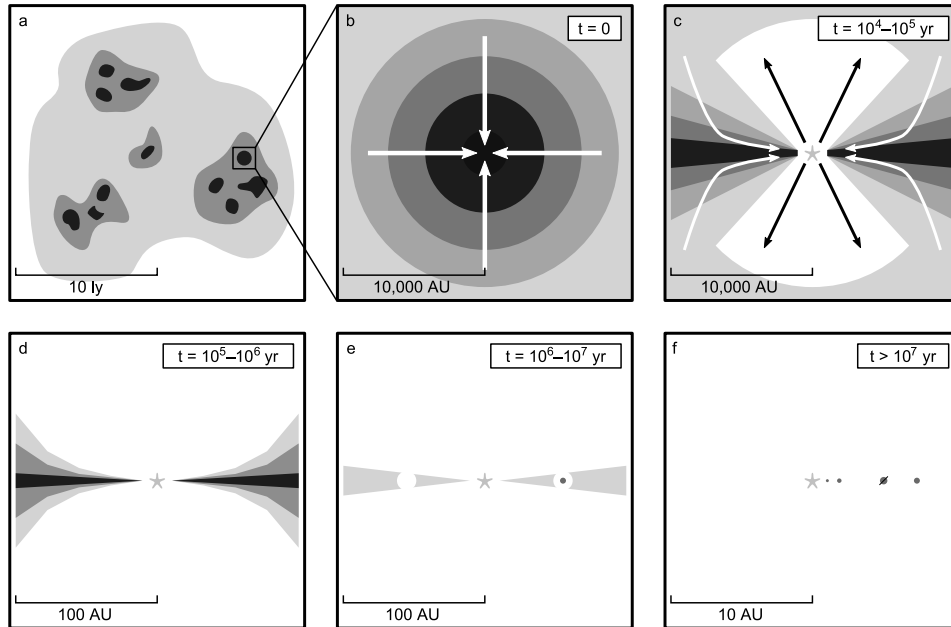 a
10 ly
b
t = 0
10,000 AU
c
t = 10⁴–10⁵ yr
10,000 AU
d
t = 10⁵–10⁶ yr
100 AU
e
t = 10⁶–10⁷ yr
100 AU
f
t > 10⁷ yr
10 AU